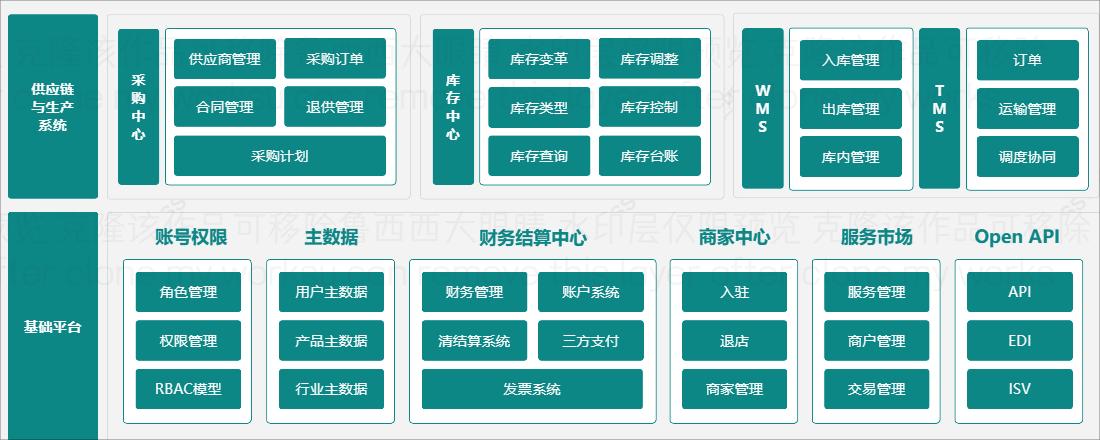 供应链
与生产
系统
采
购
中
心
供应商管理
采购订单
合同管理
退供管理
采购计划
库
存
中
心
库存变革
库存调整
库存类型
库存控制
库存查询
库存台账
W
M
S
入库管理
出库管理
库内管理
T
M
S
订单
运输管理
调度协同
基础平台
账号权限
角色管理
权限管理
RBAC模型
主数据
用户主数据
产品主数据
行业主数据
财务结算中心
财务管理
账户系统
清结算系统
三方支付
发票系统
商家中心
入驻
退店
商家管理
服务市场
服务管理
商户管理
交易管理
Open API
API
EDI
ISV